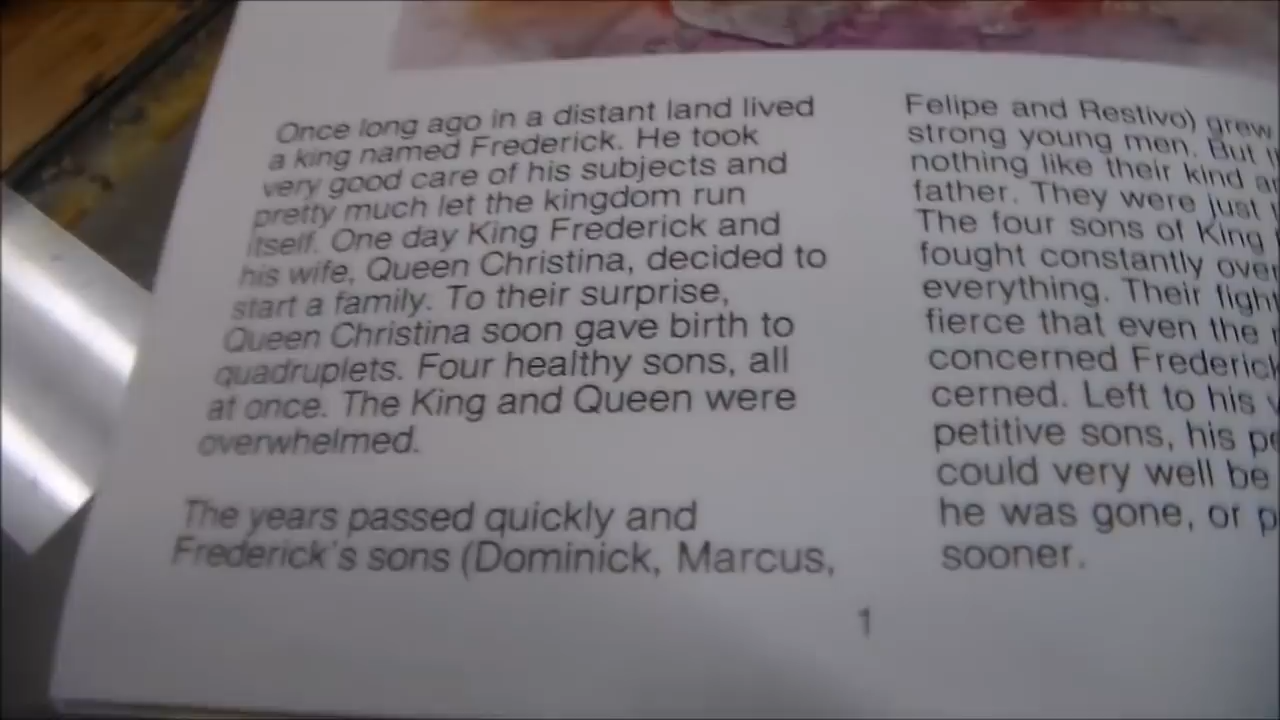 Once long ago in a distant land lived
a king named Frederick. He took
very good care of his subjects and
pretty much let the kingdom run
itself. One day King Frederick and
his wife, Queen Christina, decided to
start a family. To their surprise,
Queen Christina soon gave birth to
quadruplets. Four healthy sons, all
at once. The King and Queen were
overwhelmed.
The years passed quickly and
Frederick's sons (Dominick, Marcus,
Felipe and Restivo) grew
strong young men. But
nothing like their kind
father. They were just
The four sons of King
fought constantly over
everything. Their
fierce that even the
concerned Frederick
cerned. Left to his
petitive sons, his
could very well be
he was gone, or
sooner.
1